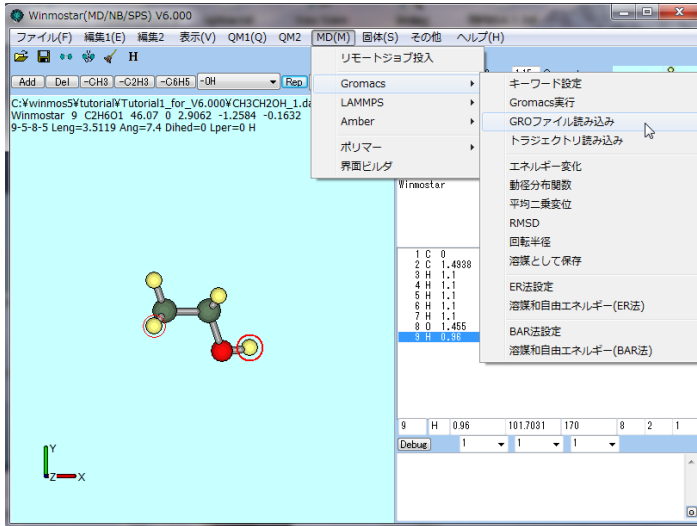 Winmostar(MD/NB/SPS) V6.000
ファイル(F) 編集1(E) 編集2 表示(V) QM1(Q) QM2 MD(M) 固体(S) その他 ヘルプ(H)
H
Add Del -CH3 -C2H3 -C6H5 -OH Rep
C:¥winmos5¥tutorial¥Tutorial1_for_V6.000¥CH3CH2OH_1.da
Winmostar 9 C2H6O1 46.07 0 2.9062 -1.2584 -0.1632
9-5-8-5 Leng=3.5119 Ang=7.4 Dihed=0 Lper=0 H
リモートジョブ投入
Gromacs
LAMMPS
Amber
ポリマー
界面ビルダ
キーワード設定
Gromacs実行
GROファイル読み込み
トラジェクトリ読み込み
エネルギー変化
動径分布関数
平均二乗変位
RMSD
回転半径
溶媒として保存
ER法設定
溶媒和自由エネルギー(ER法)
BAR法設定
溶媒和自由エネルギー(BAR法)
Winmostar
1 C 0
2 C 1.4938
3 H 1.1
4 H 1.1
5 H 1.1
6 H 1.1
7 H 1.1
8 O 1.455
9 H 0.96
9 H 0.96 101.7031 170 8 2 1
Debug 1 1 1
Y
Z X